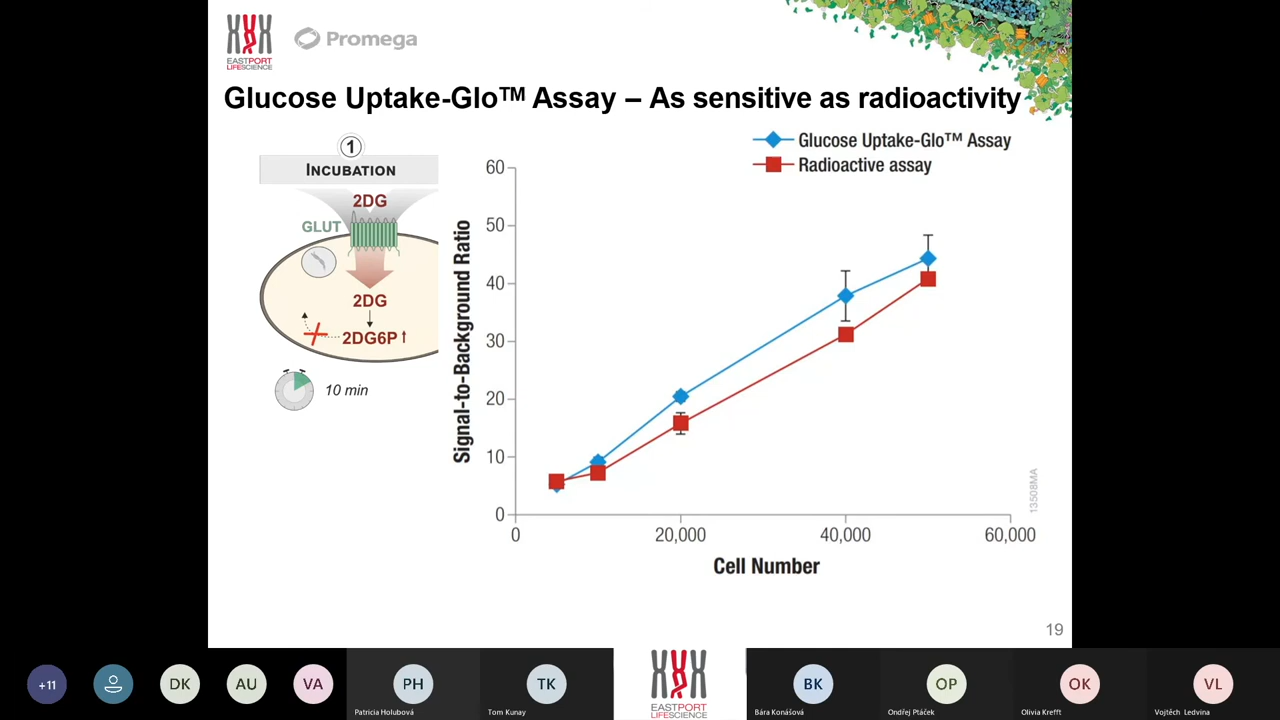 EASTPORT
LIFESCIENCE
Promega
Glucose Uptake-Glo™ Assay – As sensitive as radioactivity
1
INCUBATION
2DG
GLUT
2DG
2DG6P↑
10 min
Glucose Uptake-Glo™ Assay
Radioactive assay
Signal-to-Background Ratio
60
50
40
30
20
10
0
0 20,000 40,000 60,000
Cell Number
13508MA
19
+11 DK AU VA PH TK BK OP OK VL
EASTPORT
LIFESCIENCE
Patricia Holubová Tom Kunay Bára Konášová Ondřej Ptáček Olivia Krefft Vojtěch Ledvina